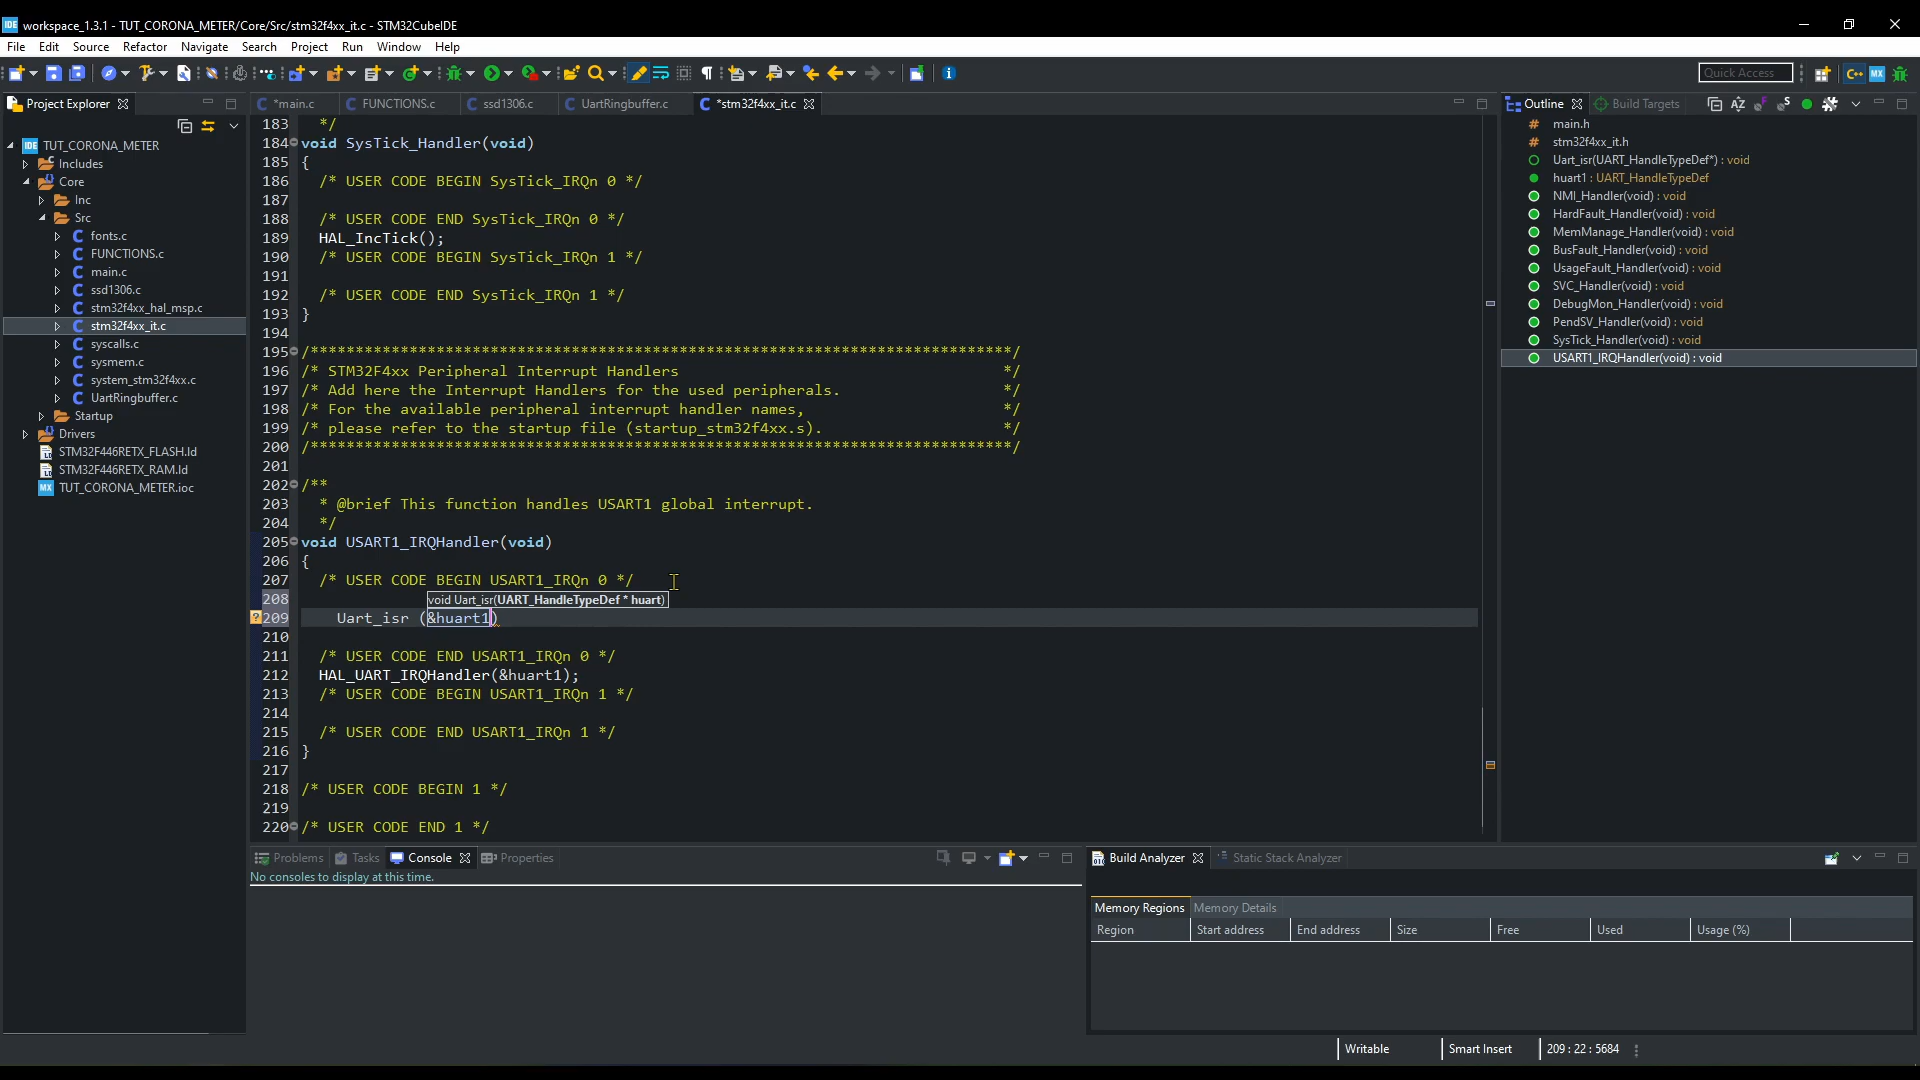 IDE workspace_1.3.1 - TUT_CORONA_METER/Core/Src/stm32f4xx_it.c - STM32CubeIDE
File Edit Source Refactor Navigate Search Project Run Window Help
Quick Access
Project Explorer
IDE TUT_CORONA_METER
Includes
Core
Inc
Src
fonts.c
FUNCTIONS.c
main.c
ssd1306.c
stm32f4xx_hal_msp.c
stm32f4xx_it.c
syscalls.c
sysmem.c
system_stm32f4xx.c
UartRingbuffer.c
Startup
Drivers
STM32F446RETX_FLASH.ld
STM32F446RETX_RAM.ld
MX TUT_CORONA_METER.ioc
*main.c FUNCTIONS.c ssd1306.c UartRingbuffer.c *stm32f4xx_it.c
183 */
184 void SysTick_Handler(void)
185 {
186 /* USER CODE BEGIN SysTick_IRQn 0 */
187
188 /* USER CODE END SysTick_IRQn 0 */
189 HAL_IncTick();
190 /* USER CODE BEGIN SysTick_IRQn 1 */
191
192 /* USER CODE END SysTick_IRQn 1 */
193 }
194
195 /******************************************************************************/
196 /* STM32F4xx Peripheral Interrupt Handlers */
197 /* Add here the Interrupt Handlers for the used peripherals. */
198 /* For the available peripheral interrupt handler names, */
199 /* please refer to the startup file (startup_stm32f4xx.s). */
200 /******************************************************************************/
201
202 /**
203 * @brief This function handles USART1 global interrupt.
204 */
205 void USART1_IRQHandler(void)
206 {
207 /* USER CODE BEGIN USART1_IRQn 0 */
208
void Uart_isr(UART_HandleTypeDef * huart)
209 Uart_isr (&huart1)
210
211 /* USER CODE END USART1_IRQn 0 */
212 HAL_UART_IRQHandler(&huart1);
213 /* USER CODE BEGIN USART1_IRQn 1 */
214
215 /* USER CODE END USART1_IRQn 1 */
216 }
217
218 /* USER CODE BEGIN 1 */
219
220 /* USER CODE END 1 */
Outline Build Targets
main.h
stm32f4xx_it.h
Uart_isr(UART_HandleTypeDef*) : void
huart1 : UART_HandleTypeDef
NMI_Handler(void) : void
HardFault_Handler(void) : void
MemManage_Handler(void) : void
BusFault_Handler(void) : void
UsageFault_Handler(void) : void
SVC_Handler(void) : void
DebugMon_Handler(void) : void
PendSV_Handler(void) : void
SysTick_Handler(void) : void
USART1_IRQHandler(void) : void
Problems Tasks Console Properties
No consoles to display at this time.
Build Analyzer Static Stack Analyzer
Memory Regions Memory Details
Region Start address End address Size Free Used Usage (%)
Writable Smart Insert 209 : 22 : 5684